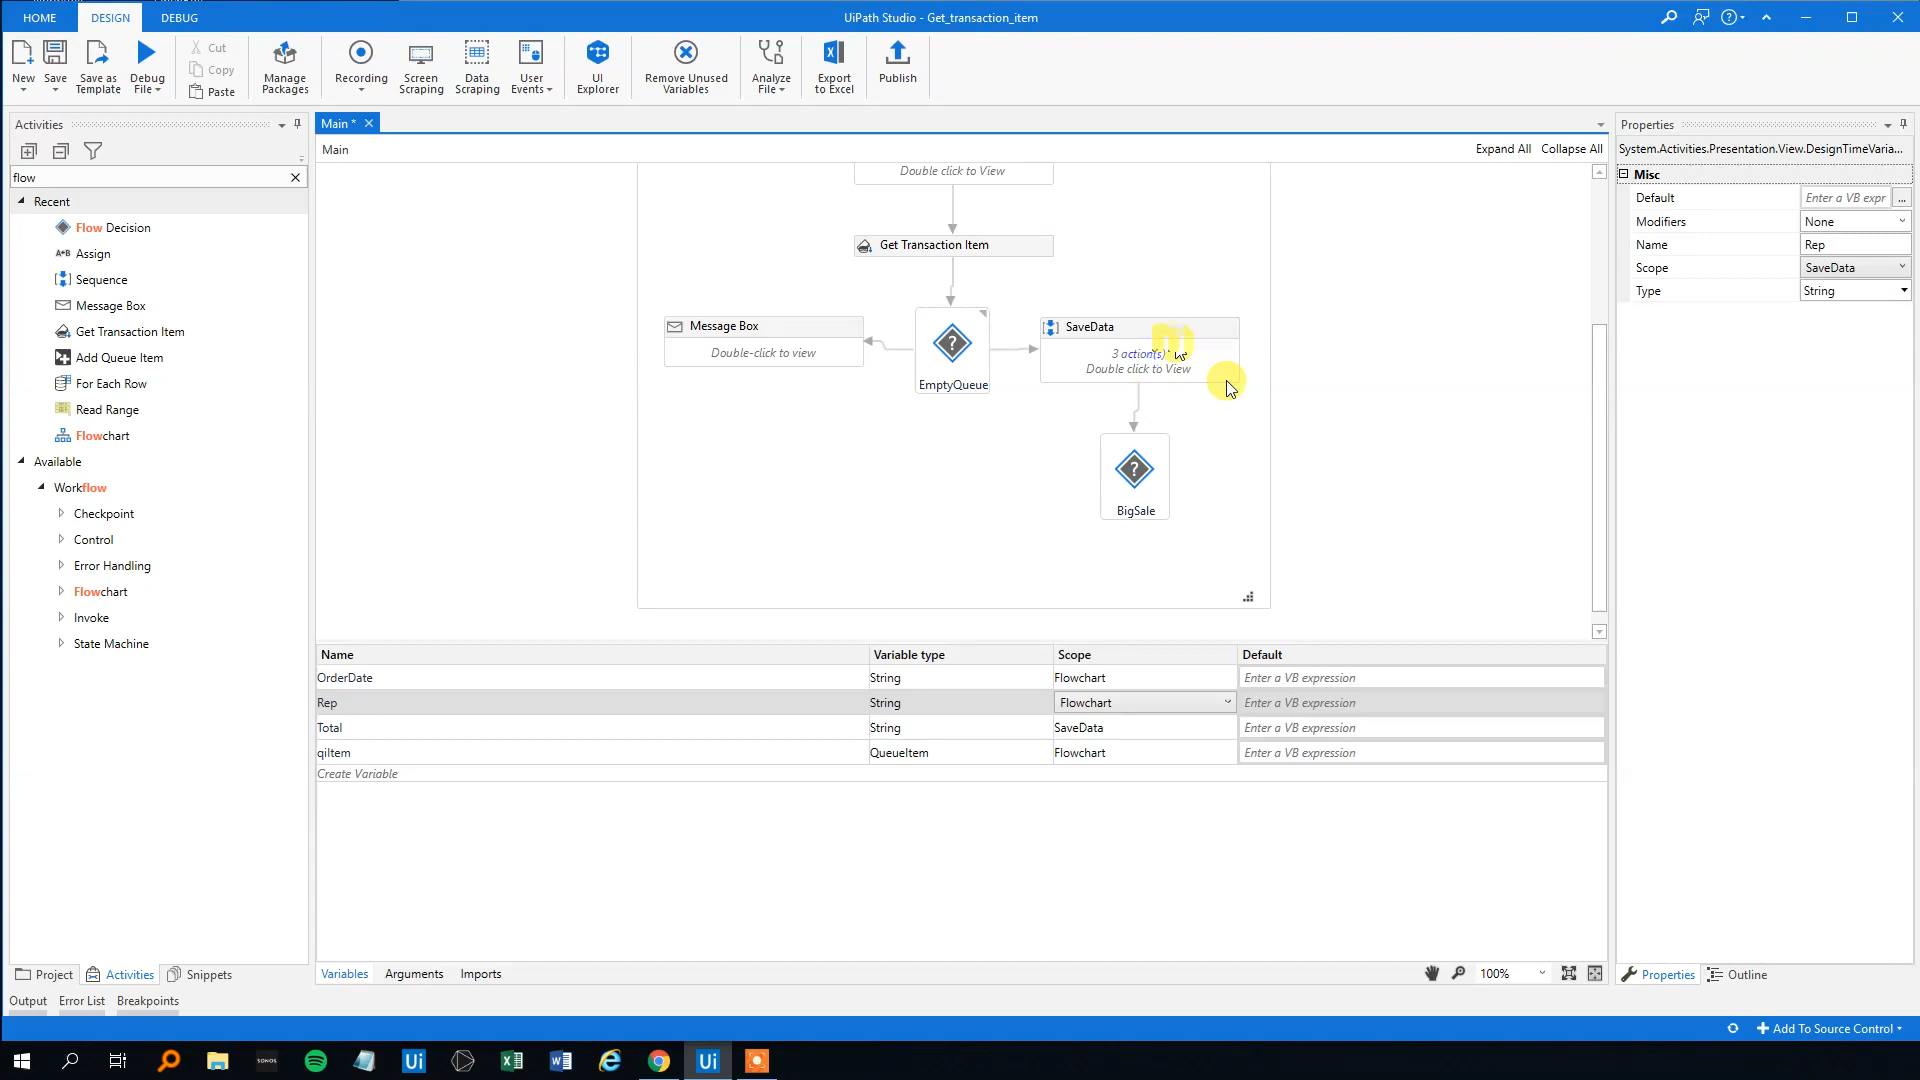 HOME
DESIGN
DEBUG
UiPath Studio - Get_transaction_item
New
Save
Save as Template
Debug File
Cut
Copy
Paste
Manage Packages
Recording
Screen Scraping
Data Scraping
User Events
UI Explorer
Remove Unused Variables
Analyze File
Export to Excel
Publish
Activities
flow
Recent
Flow Decision
A*B Assign
Sequence
Message Box
Get Transaction Item
Add Queue Item
For Each Row
Read Range
Flowchart
Available
Workflow
Checkpoint
Control
Error Handling
Flowchart
Invoke
State Machine
Project
Activities
Snippets
Output
Error List
Breakpoints
Main *
Main
Expand All
Collapse All
Double click to View
Get Transaction Item
Message Box
Double-click to view
EmptyQueue
SaveData
3 action(s)
Double click to View
BigSale
Name Variable type Scope Default
OrderDate String Flowchart Enter a VB expression
Rep String Flowchart Enter a VB expression
Total String SaveData Enter a VB expression
qiItem QueueItem Flowchart Enter a VB expression
Create Variable
Variables
Arguments
Imports
100%
Properties
System.Activities.Presentation.View.DesignTimeVaria...
Misc
Default Enter a VB expr ...
Modifiers None
Name Rep
Scope SaveData
Type String
Properties
Outline
Add To Source Control
SONOS
Ui
Ui